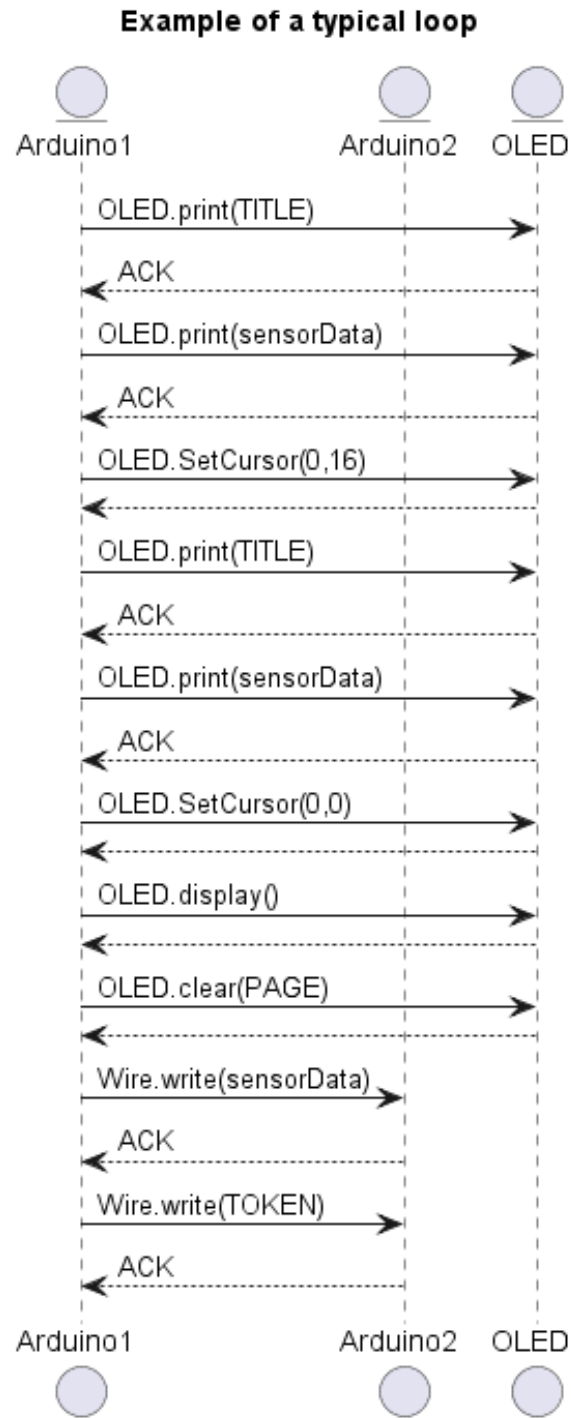 Example of a typical loop
Arduino1 Arduino2 OLED
OLED.print(TITLE)
ACK
OLED.print(sensorData)
ACK
OLED.SetCursor(0,16)
OLED.print(TITLE)
ACK
OLED.print(sensorData)
ACK
OLED.SetCursor(0,0)
OLED.display()
OLED.clear(PAGE)
Wire.write(sensorData)
ACK
Wire.write(TOKEN)
ACK
Arduino1 Arduino2 OLED